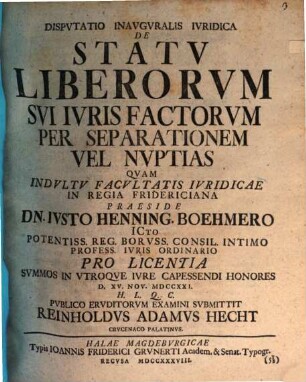 DISPVTATIO INAVGVRALIS IVRIDICA
DE
STATV
LIBERORVM
SVI IVRIS FACTORVM
PER SEPARATIONEM
VEL NVPTIAS
QVAM
INDVLTV FACVLTATIS IVRIDICAE
IN REGIA FRIDERICIANA
PRAESIDE
DN. IVSTO HENNING. BOEHMERO
ICTO
POTENTISS. REG. BORVSS. CONSIL. INTIMO
PROFESS. IVRIS ORDINARIO
PRO LICENTIA
SVMMOS IN VTROQVE IVRE CAPESSENDI HONORES
D. XV. NOV. MDCCXXI.
H. L. Q. C.
PVBLICO ERVDITORVM EXAMINI SVBMITTIT
REINHOLDVS ADAMVS HECHT
CRVCENACO PALATINVS.
HALAE MAGDEBVRGICAE
Typis IOANNIS FRIDERICI GRVNERTI Academ. & Senat. Typogr.
RECVSA MDCCXXXVIII.